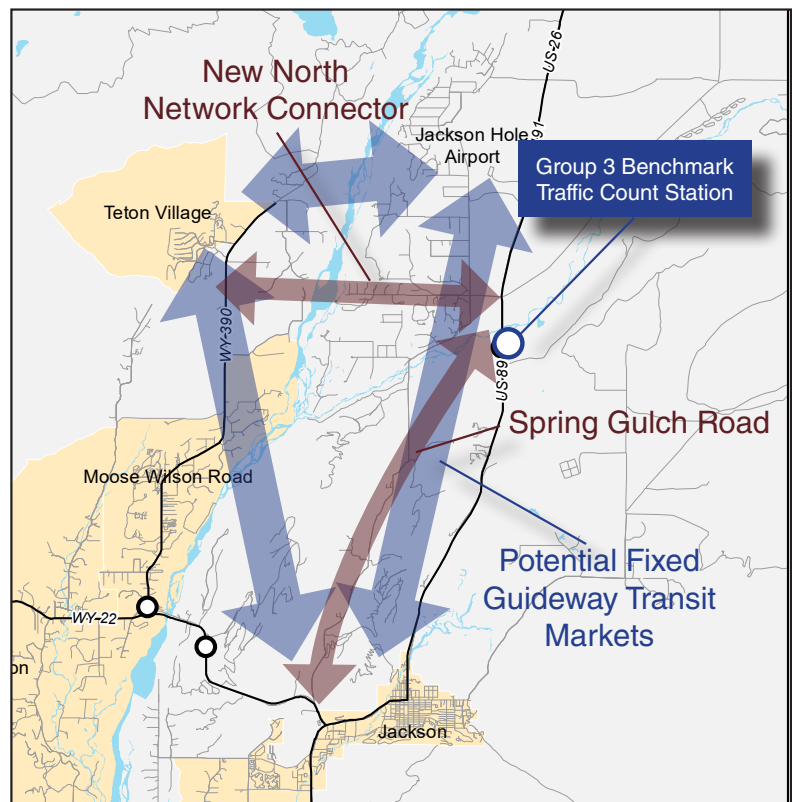 US-26
New North
Network Connector
Jackson Hole
Airport
91
Group 3 Benchmark
Traffic Count Station
Teton Village
WY-390
US-89
Spring Gulch Road
Moose Wilson Road
Potential Fixed
Guideway Transit
Markets
WY-22
on
Jackson